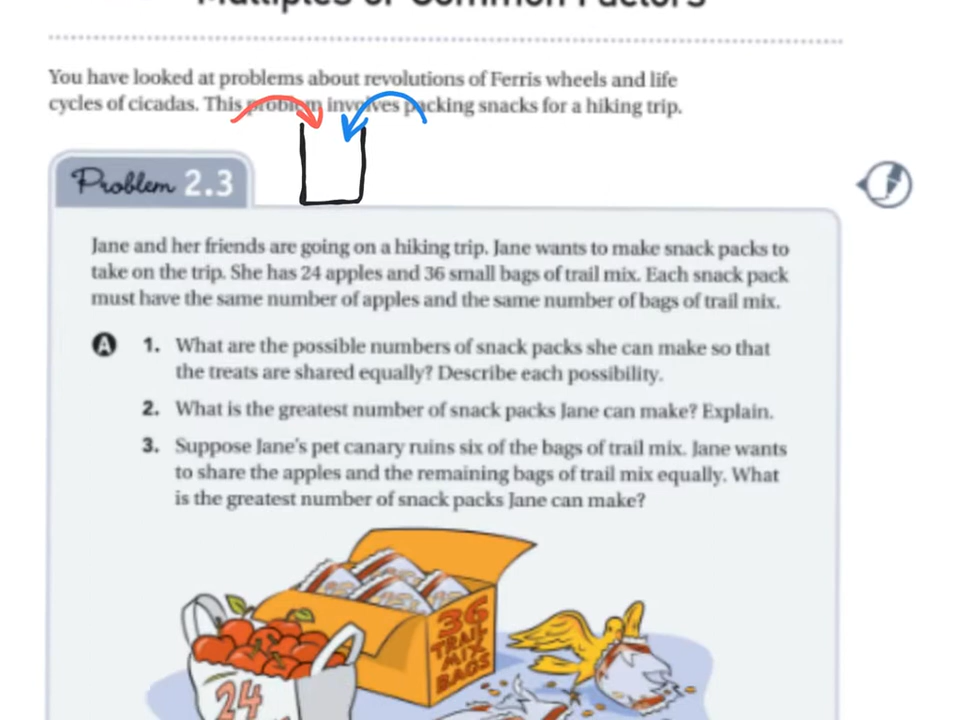 Multiples or Common Factors
You have looked at problems about revolutions of Ferris wheels and life
cycles of cicadas. This problem involves packing snacks for a hiking trip.
Problem 2.3
Jane and her friends are going on a hiking trip. Jane wants to make snack packs to
take on the trip. She has 24 apples and 36 small bags of trail mix. Each snack pack
must have the same number of apples and the same number of bags of trail mix.
A 1. What are the possible numbers of snack packs she can make so that
the treats are shared equally? Describe each possibility.
2. What is the greatest number of snack packs Jane can make? Explain.
3. Suppose Jane's pet canary ruins six of the bags of trail mix. Jane wants
to share the apples and the remaining bags of trail mix equally. What
is the greatest number of snack packs Jane can make?
36
TRAIL
MIX
BAGS
24